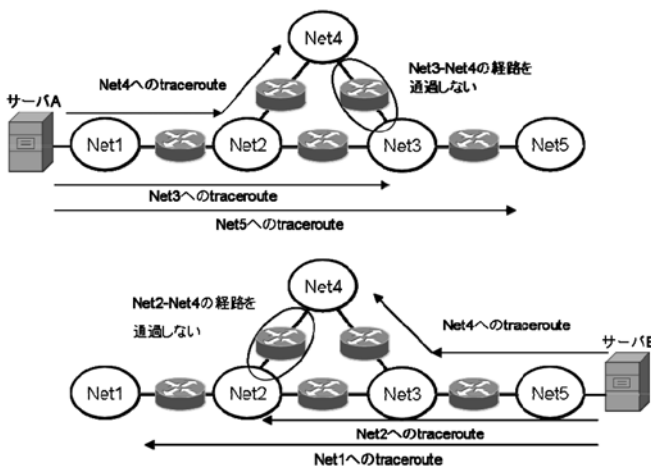 Net4
Net4へのtraceroute
Net3-Net4の経路を
通過しない
サーバA
Net1
Net2
Net3
Net5
Net3へのtraceroute
Net5へのtraceroute
Net4
Net2-Net4の経路を
通過しない
Net4へのtraceroute
サーバB
Net1
Net2
Net3
Net5
Net2へのtraceroute
Net1へのtraceroute